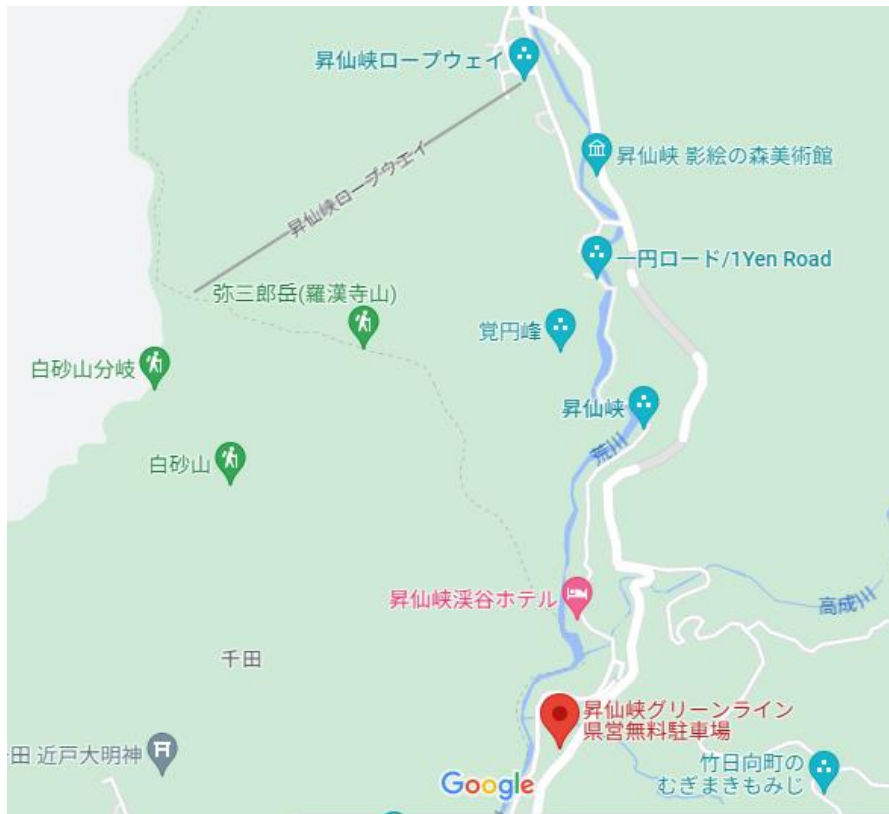 昇仙峡ロープウェイ
昇仙峡ロープウエイ
昇仙峡 影絵の森美術館
一円ロード/1Yen Road
弥三郎岳(羅漢寺山)
覚円峰
白砂山分岐
昇仙峡
荒川
白砂山
昇仙峡渓谷ホテル
高成川
千田
昇仙峡グリーンライン
県営無料駐車場
田 近戸大明神
竹日向町の
むぎまきもみじ
Google